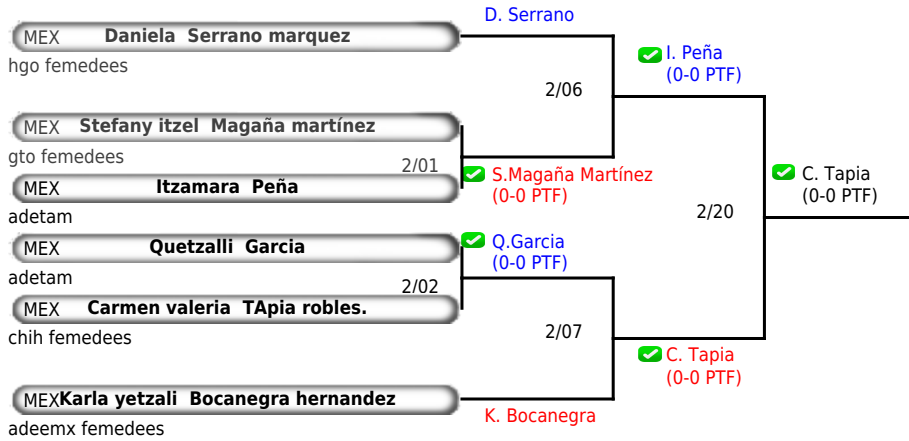 D. Serrano
MEX Daniela Serrano marquez
hgo femedees
I. Peña
(0-0 PTF)
2/06
MEX Stefany itzel Magaña martínez
gto femedees
2/01
S.Magaña Martínez
(0-0 PTF)
MEX Itzamara Peña
adetam
C. Tapia
(0-0 PTF)
2/20
MEX Quetzalli Garcia
adetam
Q.Garcia
(0-0 PTF)
2/02
MEX Carmen valeria TApia robles.
chih femedees
2/07
C. Tapia
(0-0 PTF)
MEX Karla yetzali Bocanegra hernandez
adeemx femedees
K. Bocanegra